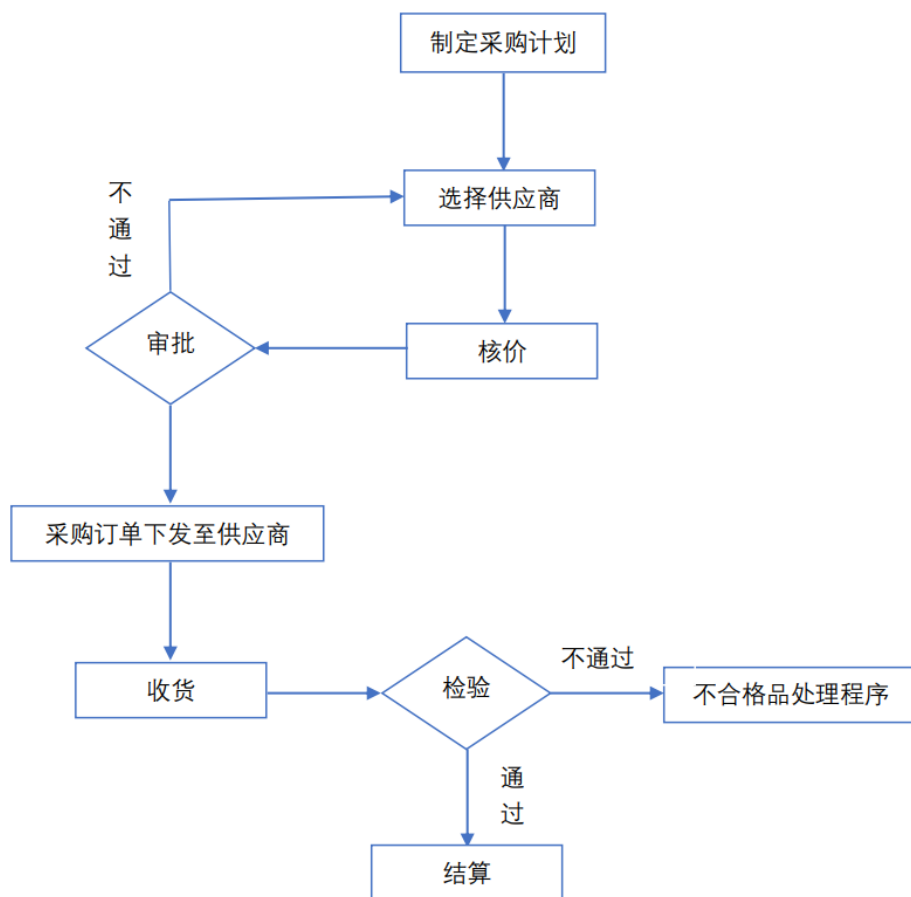 制定采购计划
不通过
选择供应商
审批
核价
采购订单下发至供应商
收货
检验
不通过
不合格品处理程序
通过
结算